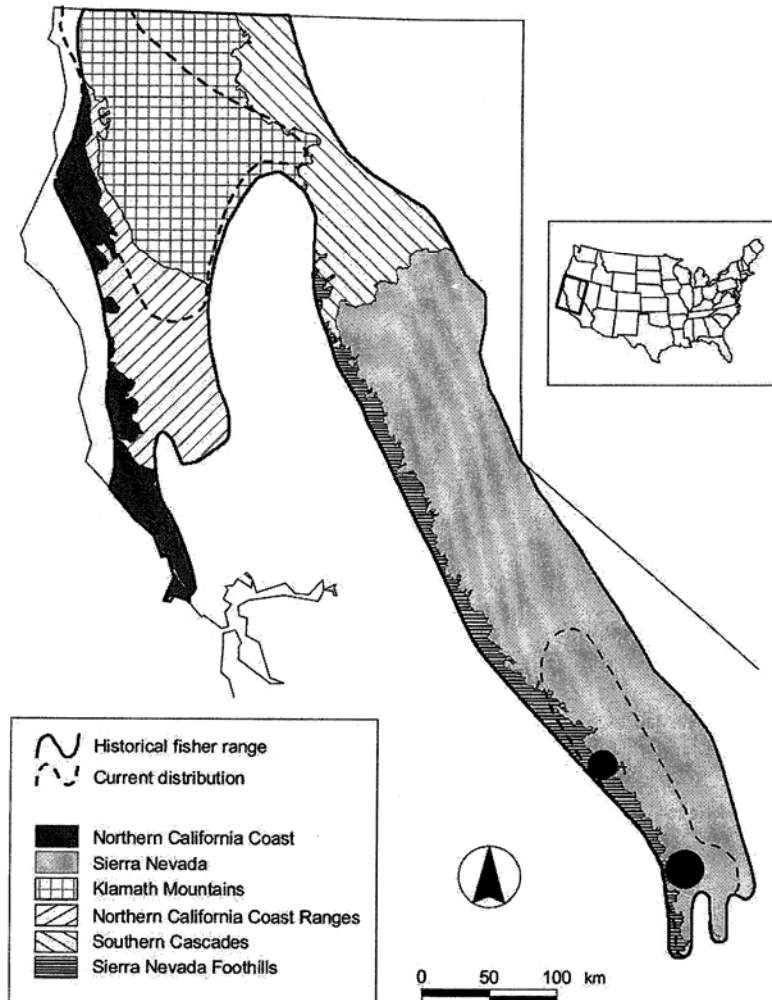 Historical fisher range
Current distribution
Northern California Coast
Sierra Nevada
Klamath Mountains
Northern California Coast Ranges
Southern Cascades
Sierra Nevada Foothills
0 50 100 km